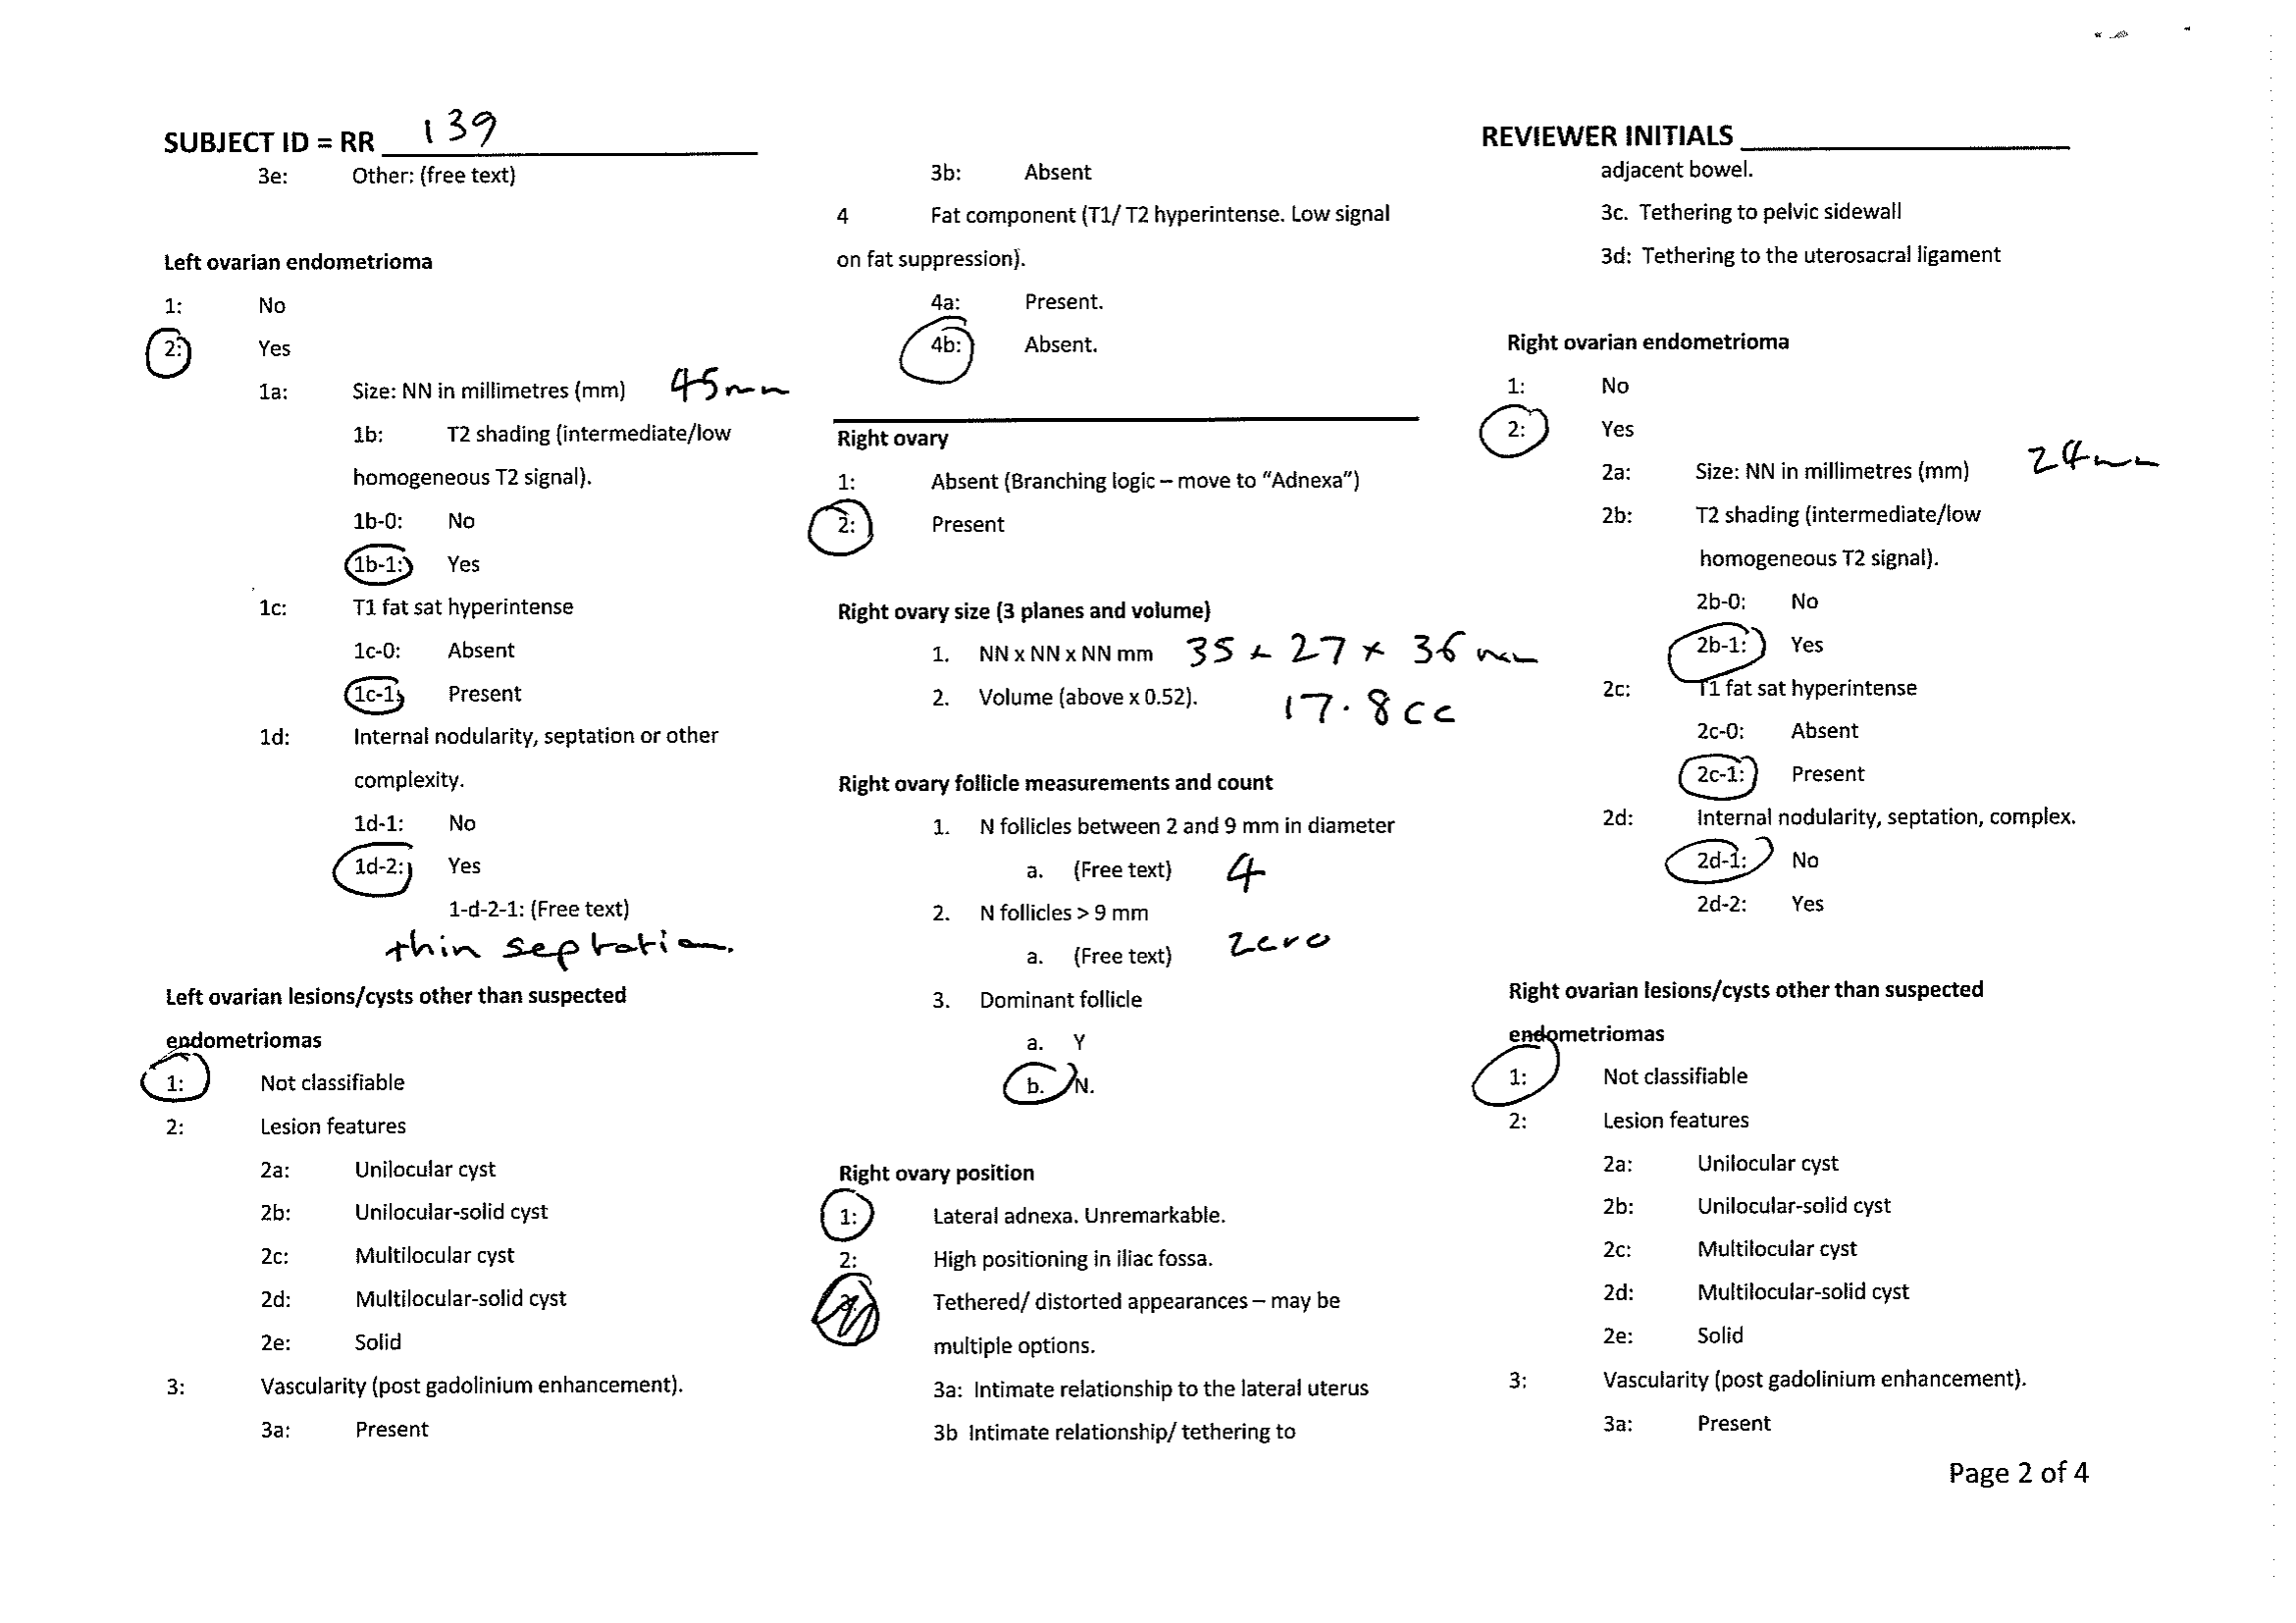 SUBJECT ID = RR 139
REVIEWER INITIALS
3e: Other: (free text)
Left ovarian endometrioma
1: No
2: Yes
1a: Size: NN in millimetres (mm) 45mm
1b: T2 shading (intermediate/low
homogeneous T2 signal).
1b-0: No
1b-1: Yes
1c: T1 fat sat hyperintense
1c-0: Absent
1c-1: Present
1d: Internal nodularity, septation or other
complexity.
1d-1: No
1d-2: Yes
1-d-2-1: (Free text)
thin septation.
Left ovarian lesions/cysts other than suspected
endometriomas
1: Not classifiable
2: Lesion features
2a: Unilocular cyst
2b: Unilocular-solid cyst
2c: Multilocular cyst
2d: Multilocular-solid cyst
2e: Solid
3: Vascularity (post gadolinium enhancement).
3a: Present
3b: Absent
4 Fat component (T1/ T2 hyperintense. Low signal
on fat suppression).
4a: Present.
4b: Absent.
Right ovary
1: Absent (Branching logic – move to “Adnexa”)
2: Present
Right ovary size (3 planes and volume)
1. NN x NN x NN mm 35 x 27 x 36 mm
2. Volume (above x 0.52). 17.8cc
Right ovary follicle measurements and count
1. N follicles between 2 and 9 mm in diameter
a. (Free text) 4
2. N follicles > 9 mm
a. (Free text) zero
3. Dominant follicle
a. Y
b. N.
Right ovary position
1: Lateral adnexa. Unremarkable.
2: High positioning in iliac fossa.
Tethered/ distorted appearances – may be
multiple options.
3a: Intimate relationship to the lateral uterus
3b Intimate relationship/ tethering to
adjacent bowel.
3c. Tethering to pelvic sidewall
3d: Tethering to the uterosacral ligament
Right ovarian endometrioma
1: No
2: Yes
2a: Size: NN in millimetres (mm) 24mm
2b: T2 shading (intermediate/low
homogeneous T2 signal).
2b-0: No
2b-1: Yes
2c: T1 fat sat hyperintense
2c-0: Absent
2c-1: Present
2d: Internal nodularity, septation, complex.
2d-1: No
2d-2: Yes
Right ovarian lesions/cysts other than suspected
endometriomas
1: Not classifiable
2: Lesion features
2a: Unilocular cyst
2b: Unilocular-solid cyst
2c: Multilocular cyst
2d: Multilocular-solid cyst
2e: Solid
3: Vascularity (post gadolinium enhancement).
3a: Present
Page 2 of 4